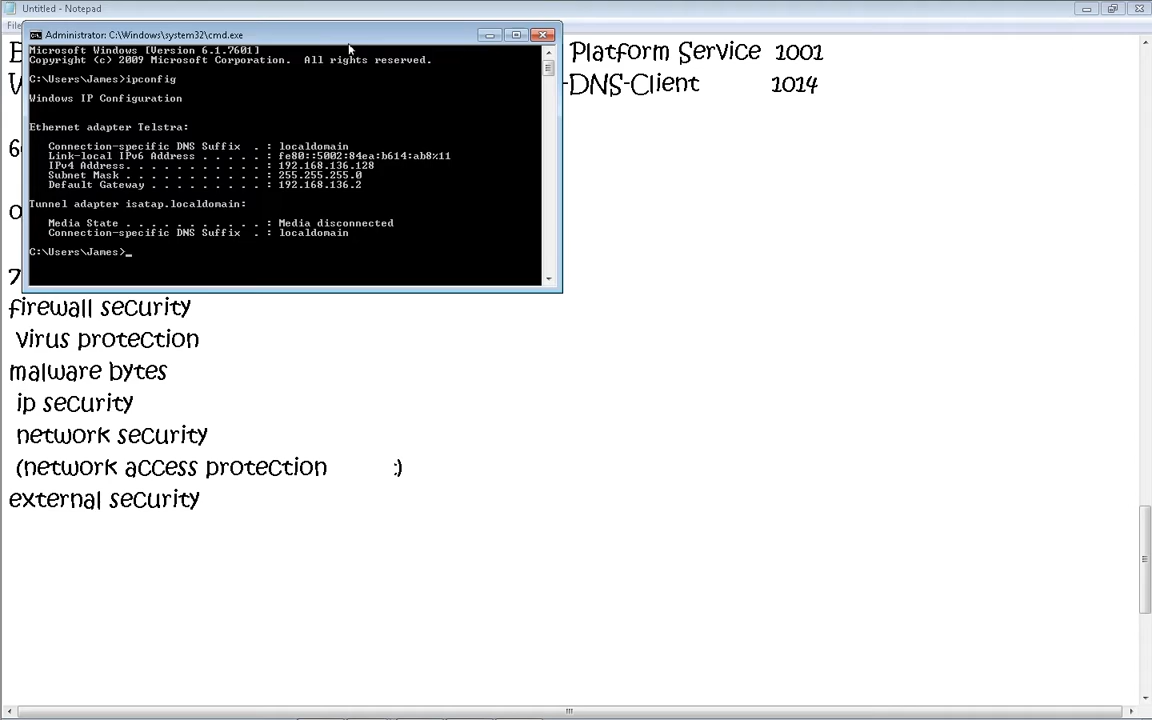 Untitled - Notepad
File
Administrator: C:\Windows\system32\cmd.exe
Microsoft Windows [Version 6.1.7601]
Copyright (c) 2009 Microsoft Corporation.  All rights reserved.
C:\Users\James>ipconfig
Windows IP Configuration
Ethernet adapter Telstra:
Connection-specific DNS Suffix  . : localdomain
Link-local IPv6 Address . . . . . : fe80::5002:84ea:b614:ab8%11
IPv4 Address. . . . . . . . . . . : 192.168.136.128
Subnet Mask . . . . . . . . . . . : 255.255.255.0
Default Gateway . . . . . . . . . : 192.168.136.2
Tunnel adapter isatap.localdomain:
Media State . . . . . . . . . . . : Media disconnected
Connection-specific DNS Suffix  . : localdomain
C:\Users\James>_
Platform Service 1001
-DNS-Client 1014
6
o
7
firewall security
virus protection
malware bytes
ip security
network security
(network access protection :)
external security